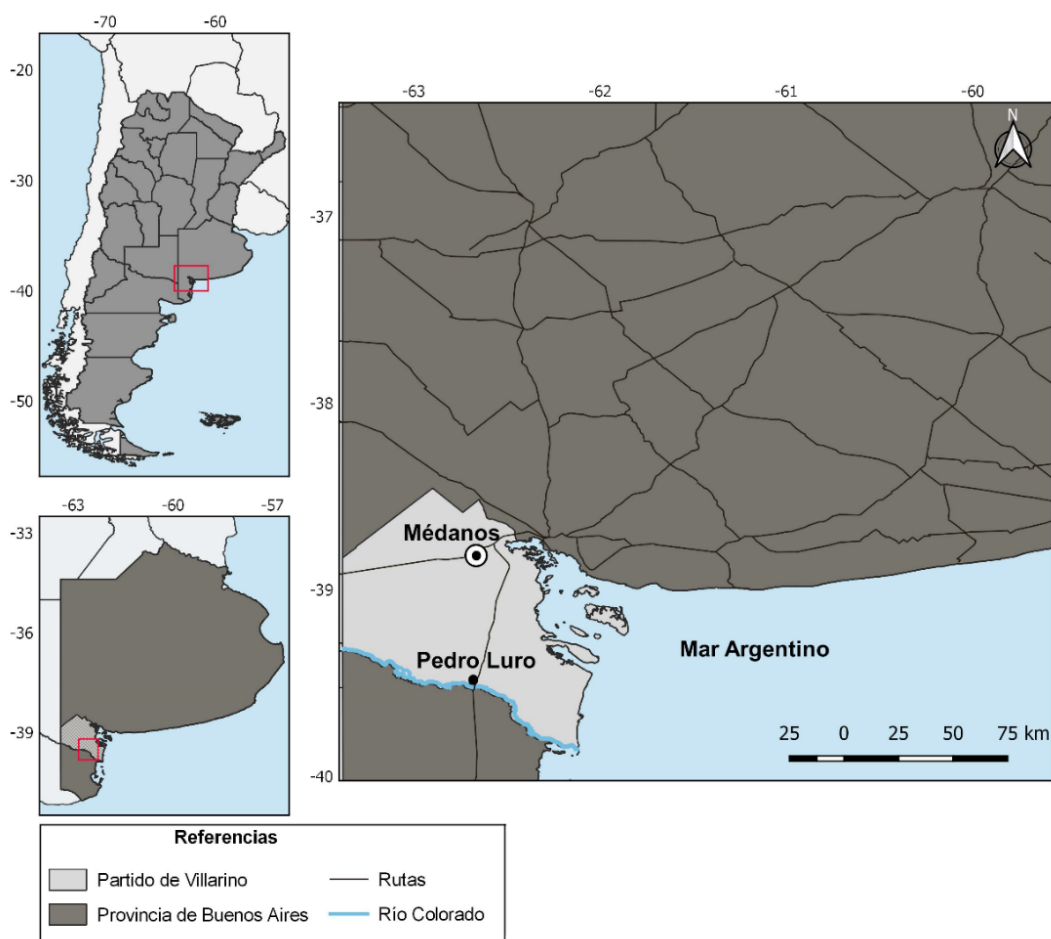 -70 -60
-20
-30
-40
-50
-63 -60 -57
-33
-36
-39
-63 -62 -61 -60
N
-37
-38
Médanos
-39
Pedro Luro
Mar Argentino
25 0 25 50 75 km
-40
Referencias
Partido de Villarino
Rutas
Provincia de Buenos Aires
Río Colorado